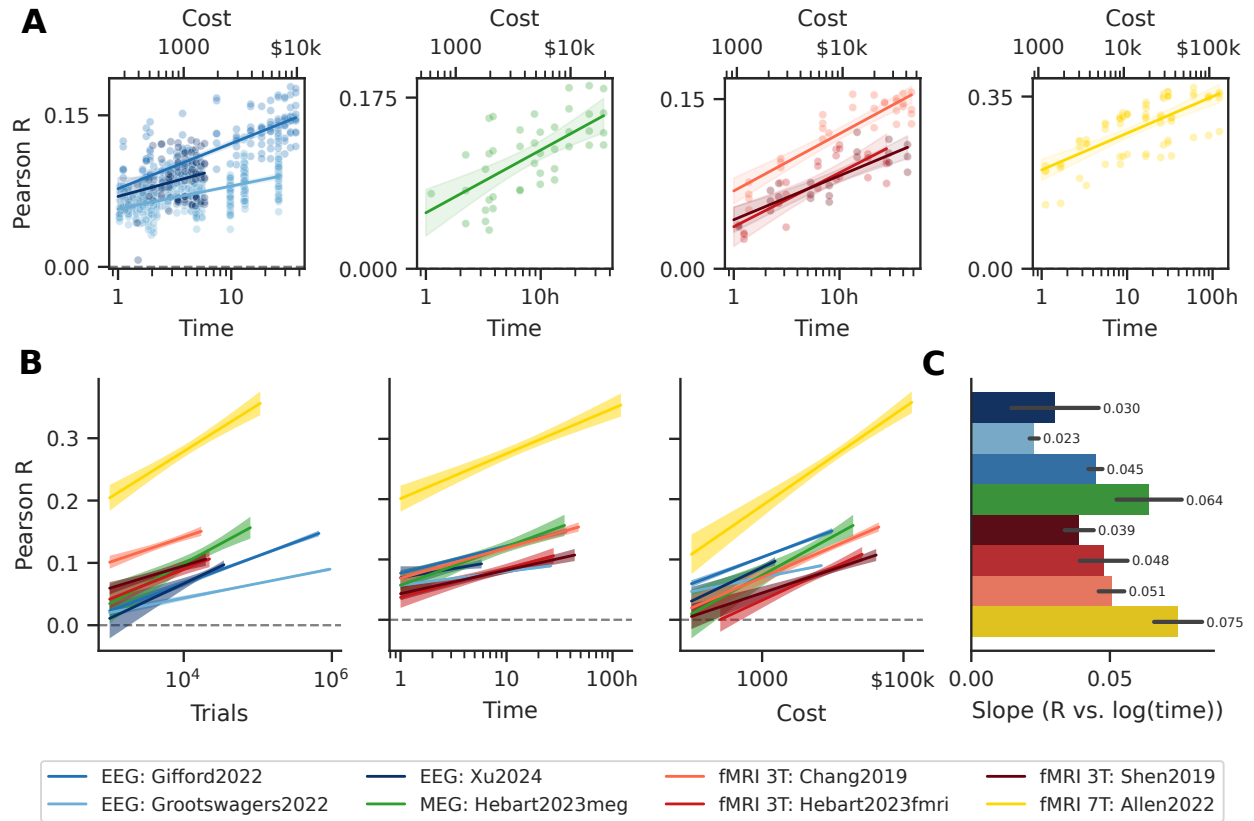 A
Cost Cost Cost Cost
1000 $10k 1000 $10k 1000 $10k 1000 10k $100k
Pearson R
0.15 0.175 0.15 0.35
0.00 0.000 0.00 0.00
1 10 1 10h 1 10h 1 10 100h
Time Time Time Time
B C
Pearson R
0.3
0.2
0.1
0.0
10⁴ 10⁶ 1 10 100h 1000 $100k
Trials Time Cost
0.030
0.023
0.045
0.064
0.039
0.048
0.051
0.075
0.00 0.05
Slope (R vs. log(time))
EEG: Gifford2022 EEG: Xu2024 fMRI 3T: Chang2019 fMRI 3T: Shen2019
EEG: Grootswagers2022 MEG: Hebart2023meg fMRI 3T: Hebart2023fmri fMRI 7T: Allen2022